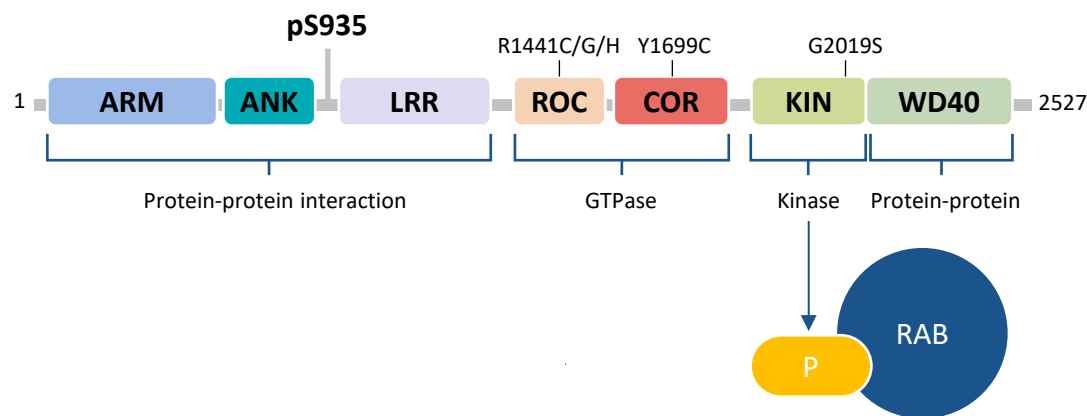 pS935
R1441C/G/H Y1699C G2019S
1 ARM ANK LRR ROC COR KIN WD40 2527
Protein-protein interaction GTPase Kinase Protein-protein
RAB
P